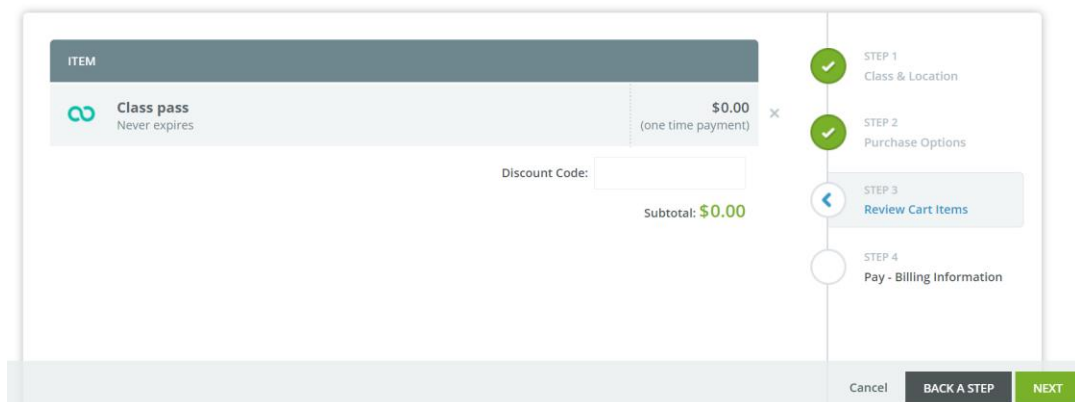 ITEM
Class pass
Never expires
$0.00
(one time payment)
Discount Code:
Subtotal: $0.00
STEP 1
Class & Location
STEP 2
Purchase Options
STEP 3
Review Cart Items
STEP 4
Pay - Billing Information
Cancel
BACK A STEP
NEXT